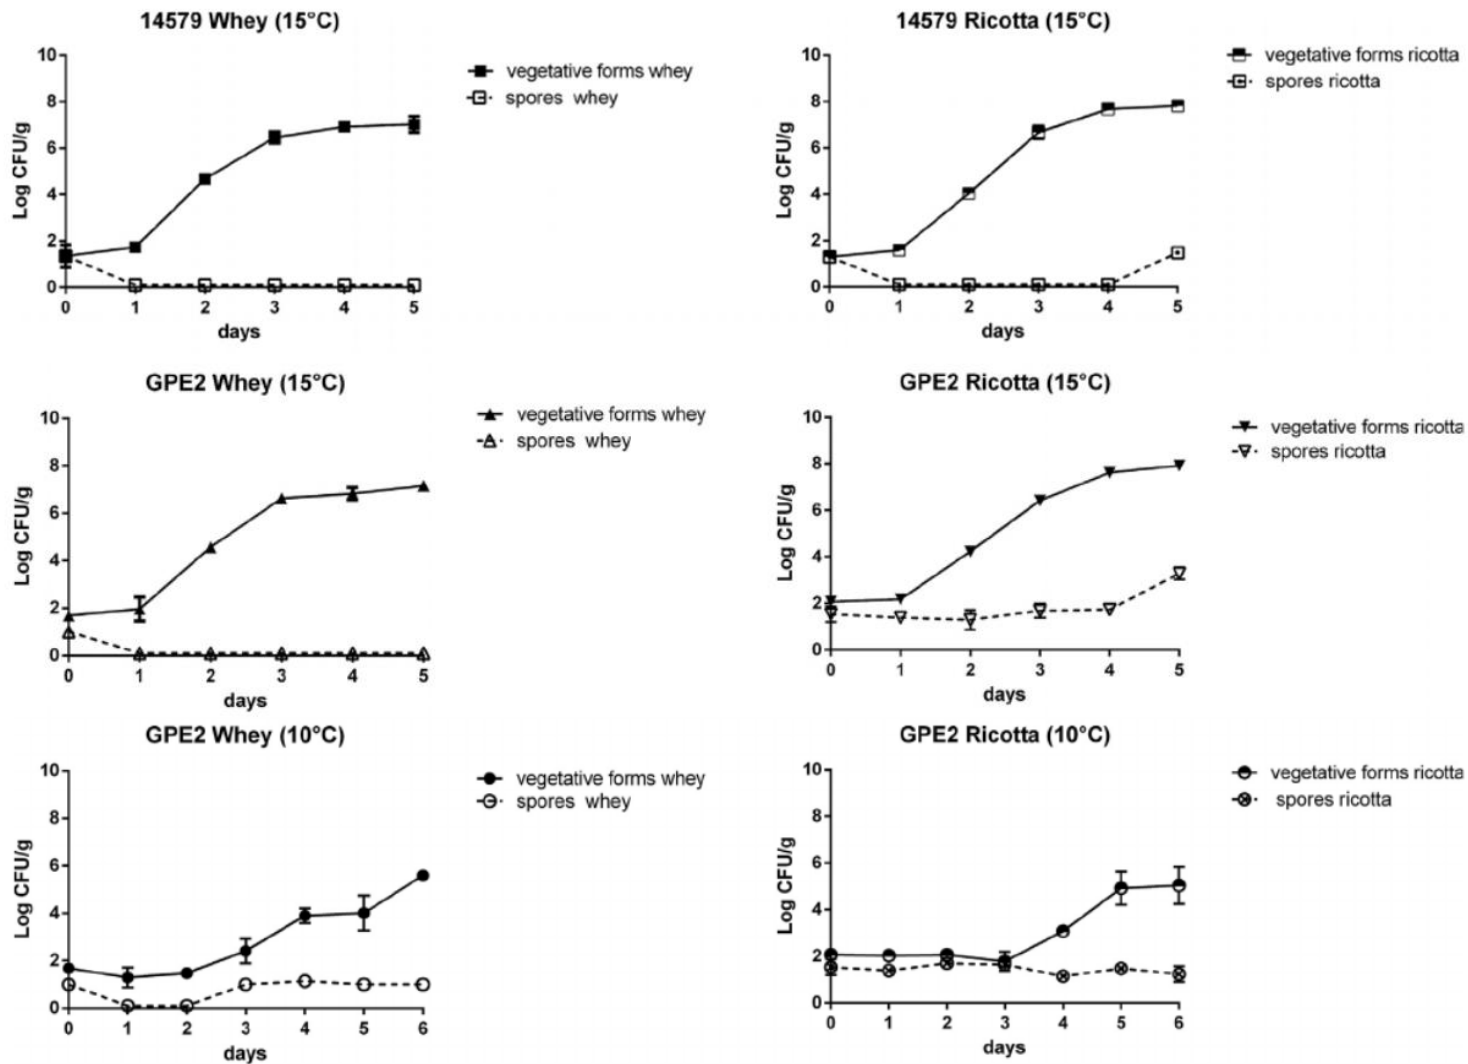 14579 Whey (15°C)
10
8
6
4
2
0
Log CFU/g
0 1 2 3 4 5
days
vegetative forms whey
spores whey
14579 Ricotta (15°C)
10
8
6
4
2
0
Log CFU/g
0 1 2 3 4 5
days
vegetative forms ricotta
spores ricotta
GPE2 Whey (15°C)
10
8
6
4
2
0
Log CFU/g
0 1 2 3 4 5
days
vegetative forms whey
spores whey
GPE2 Ricotta (15°C)
10
8
6
4
2
0
Log CFU/g
0 1 2 3 4 5
days
vegetative forms ricotta
spores ricotta
GPE2 Whey (10°C)
10
8
6
4
2
0
Log CFU/g
0 1 2 3 4 5 6
days
vegetative forms whey
spores whey
GPE2 Ricotta (10°C)
10
8
6
4
2
0
Log CFU/g
0 1 2 3 4 5 6
days
vegetative forms ricotta
spores ricotta